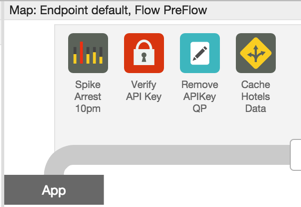 Map: Endpoint default, Flow PreFlow
Spike
Arrest
10pm
Verify
API Key
Remove
APIKey
QP
Cache
Hotels
Data
App